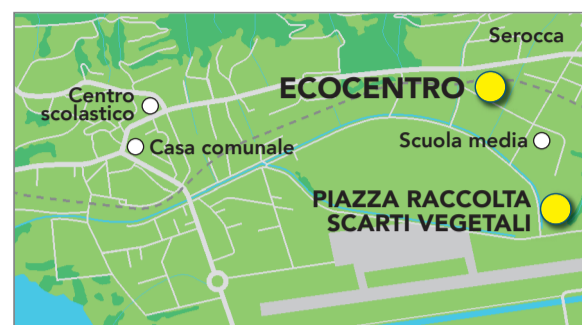 Serocca
ECOCENTRO
Centro
scolastico
Casa comunale
Scuola media
PIAZZA RACCOLTA
SCARTI VEGETALI